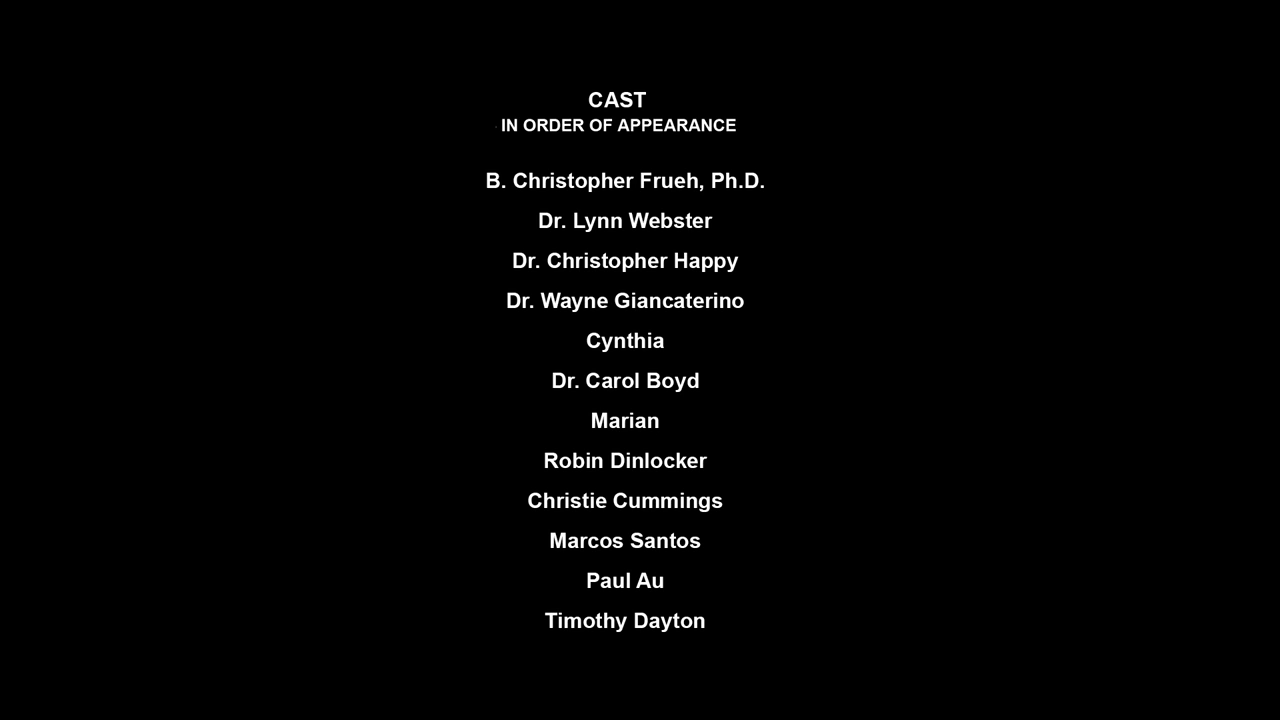 CAST
IN ORDER OF APPEARANCE
B. Christopher Frueh, Ph.D.
Dr. Lynn Webster
Dr. Christopher Happy
Dr. Wayne Giancaterino
Cynthia
Dr. Carol Boyd
Marian
Robin Dinlocker
Christie Cummings
Marcos Santos
Paul Au
Timothy Dayton